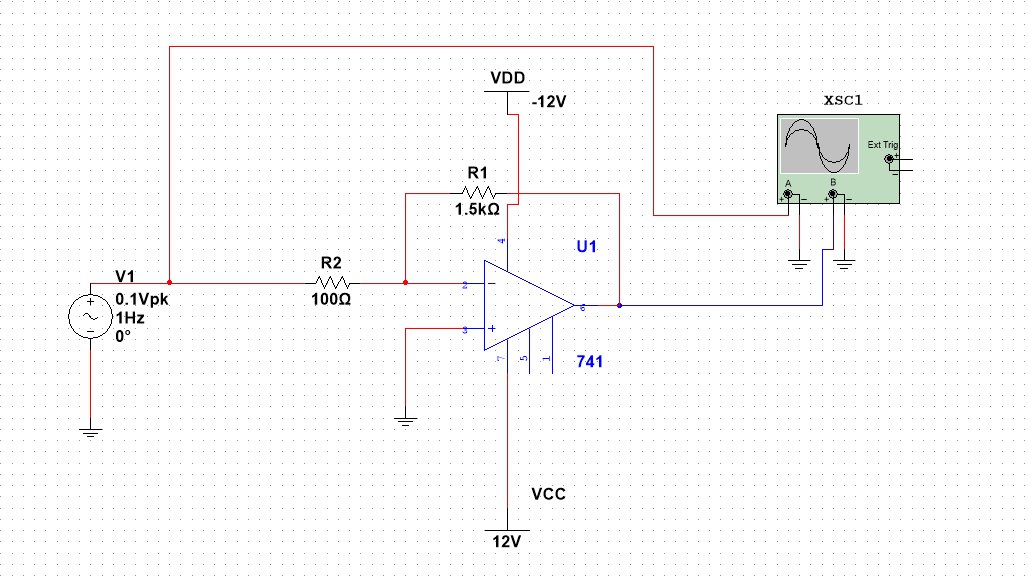 VDD
-12V
XSC1
Ext Trig
+
−
A
B
+
−
+
−
R1
1.5kΩ
4
U1
V1
+
−
0.1Vpk
1Hz
0°
R2
100Ω
2
−
3
+
6
7
5
1
741
VCC
12V